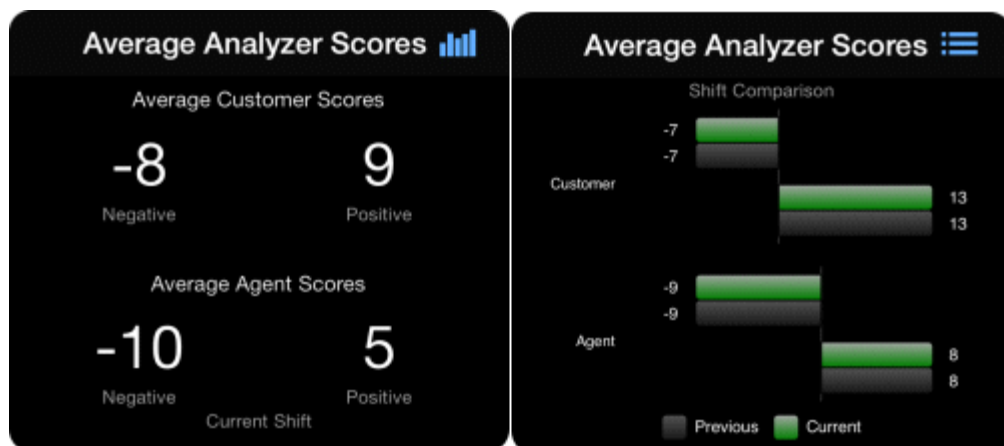 Average Analyzer Scores
Average Customer Scores
-8 9
Negative Positive
Average Agent Scores
-10 5
Negative Positive
Current Shift
Average Analyzer Scores
Shift Comparison
-7
-7
Customer
13
13
-9
-9
Agent
8
8
Previous Current